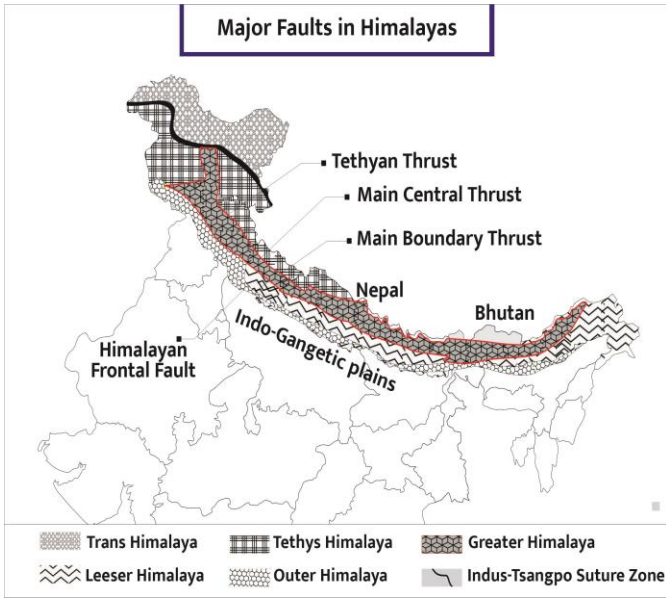 Major Faults in Himalayas
Tethyan Thrust
Main Central Thrust
Main Boundary Thrust
Nepal
Bhutan
Indo-Gangetic plains
Himalayan
Frontal Fault
Trans Himalaya
Tethys Himalaya
Greater Himalaya
Leeser Himalaya
Outer Himalaya
Indus-Tsangpo Suture Zone